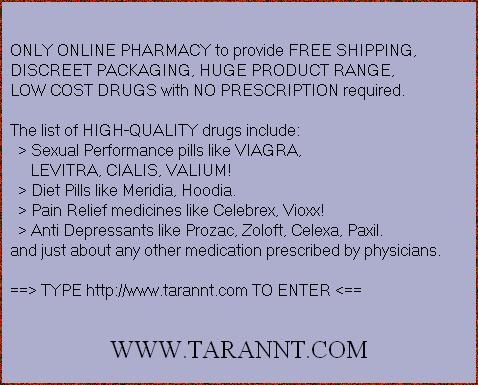 ONLY ONLINE PHARMACY to provide FREE SHIPPING,
DISCREET PACKAGING, HUGE PRODUCT RANGE,
LOW COST DRUGS with NO PRESCRIPTION required.
The list of HIGH-QUALITY drugs include:
> Sexual Performance pills like VIAGRA,
LEVITRA, CIALIS, VALIUM!
> Diet Pills like Meridia, Hoodia.
> Pain Relief medicines like Celebrex, Vioxx!
> Anti Depressants like Prozac, Zoloft, Celexa, Paxil.
and just about any other medication prescribed by physicians.
==> TYPE http://www.tarannt.com TO ENTER <==
WWW.TARANNT.COM